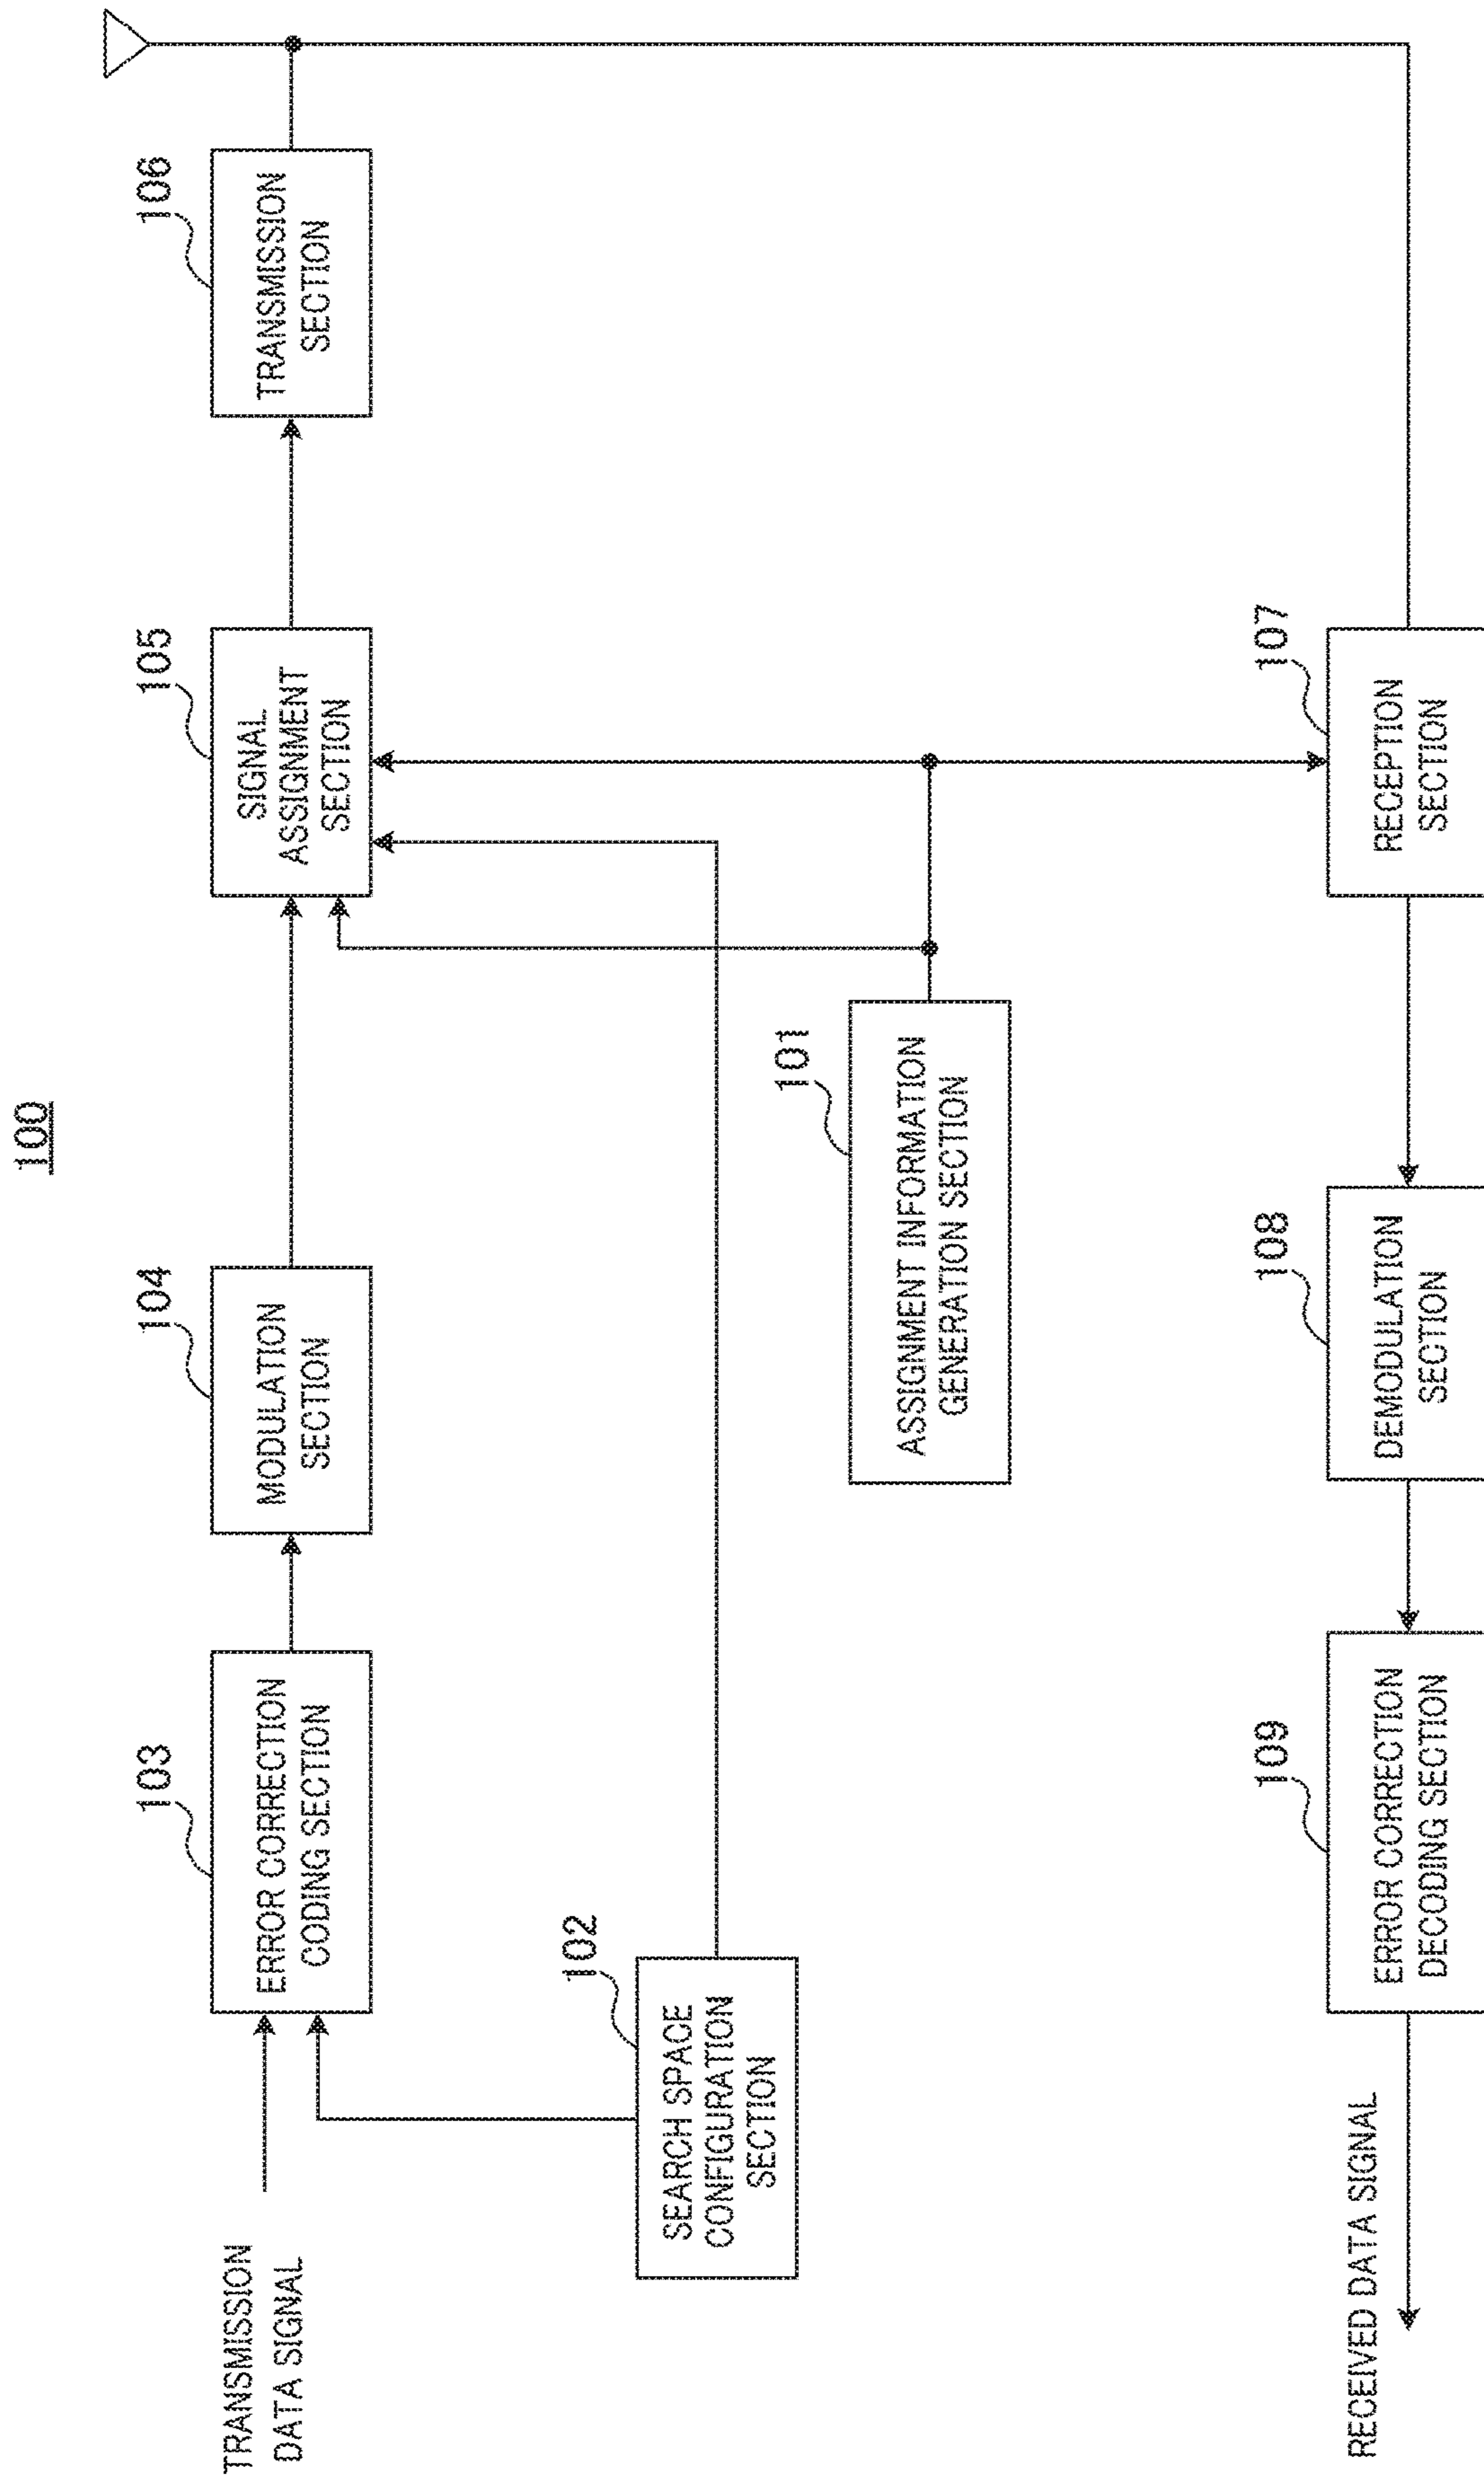 100
TRANSMISSION
DATA SIGNAL
103
ERROR CORRECTION
CODING SECTION
104
MODULATION
SECTION
105
SIGNAL
ASSIGNMENT
SECTION
106
TRANSMISSION
SECTION
102
SEARCH SPACE
CONFIGURATION
SECTION
101
ASSIGNMENT INFORMATION
GENERATION SECTION
RECEIVED DATA SIGNAL
109
ERROR CORRECTION
DECODING SECTION
108
DEMODULATION
SECTION
107
RECEPTION
SECTION